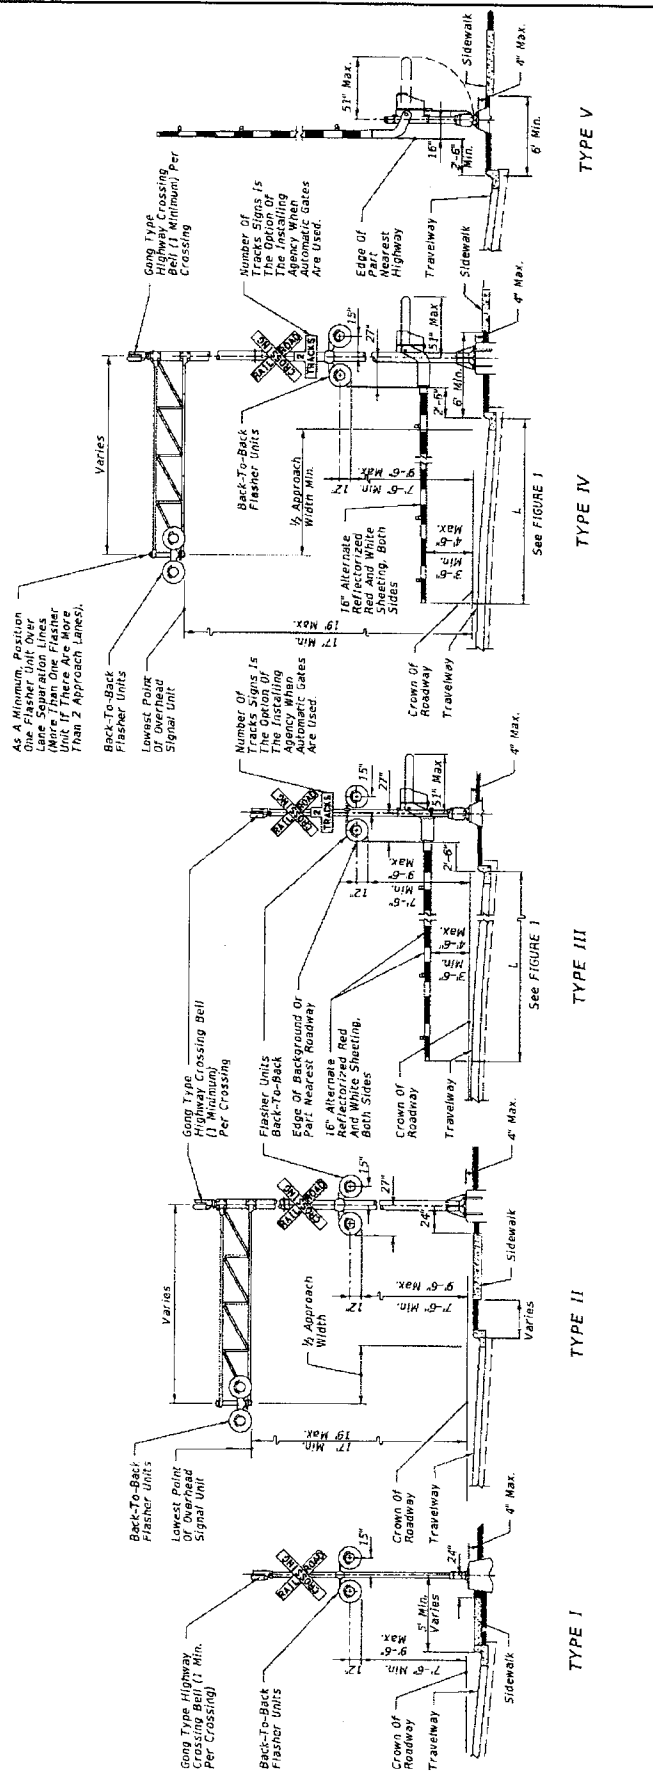 Gong Type Highway
Crossing Bell (1 Min.
Per Crossing)
Back-To-Back
Flasher Units
RAILROAD
CROSSING
15"
12"
7'-6" Min.
9'-6" Max.
Crown Of
Roadway
Travelway
5' Min.
Varies
24"
Sidewalk
4" Max.
TYPE I
Back-To-Back
Flasher Units
Lowest Point
Of Overhead
Signal Unit
Varies
17' Min.
19' Max.
½ Approach
Width
Gong Type
Highway Crossing Bell
(1 Minimum)
Per Crossing
RAILROAD
CROSSING
Flasher Units
Back-To-Back
15"
12"
27"
Edge Of Background Or
Part Nearest Roadway
7'-6" Min.
9'-6" Max.
24"
Crown Of
Roadway
Travelway
Varies
Sidewalk
4" Max.
TYPE II
16" Alternate
Reflectorized Red
And White Sheeting,
Both Sides
Crown Of
Roadway
Travelway
3'-6" Min.
4'-6" Max.
L
See FIGURE 1
RAILROAD
CROSSING
2
TRACKS
Number Of
Tracks Signs Is
The Option Of
The Installing
Agency When
Automatic Gates
Are Used.
15"
12"
27"
7'-6" Min.
9'-6" Max.
51" Max
2'-6"
4" Max.
TYPE III
As A Minimum, Position
One Flasher Unit Over
Lane Separation Lines
(More Than One Flasher
Unit If There Are More
Than 2 Approach Lanes).
Back-To-Back
Flasher Units
Lowest Point
Of Overhead
Signal Unit
Varies
17' Min.
19' Max.
Gong Type
Highway Crossing
Bell (1 Minimum) Per
Crossing
RAILROAD
CROSSING
2
TRACKS
Number Of
Tracks Signs Is
The Option Of
The Installing
Agency When
Automatic Gates
Are Used.
Back-To-Back
Flasher Units
½ Approach
Width Min.
15"
12"
27"
7'-6" Min.
9'-6" Max.
16" Alternate
Reflectorized
Red And White
Sheeting, Both
Sides
3'-6" Min.
4'-6" Max.
51" Max
2'-6"
6' Min.
Crown Of
Roadway
Travelway
Sidewalk
4" Max.
L
See FIGURE 1
TYPE IV
51" Max.
Edge Of
Part
Nearest
Highway
16"
2'-6"
Min.
6' Min.
Travelway
Sidewalk
4" Max.
TYPE V